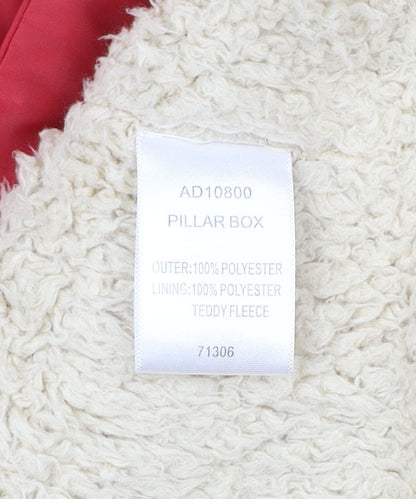 AD10800
PILLAR BOX
OUTER:100% POLYESTER
LINING:100% POLYESTER
TEDDY FLEECE
71306